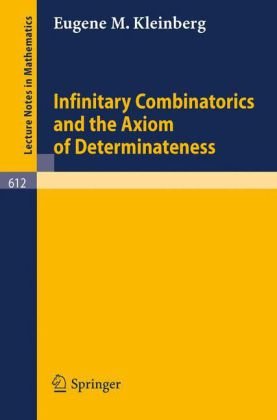 Eugene M. Kleinberg
Lecture Notes in Mathematics
Infinitary Combinatorics
and the Axiom
of Determinateness
612
Springer